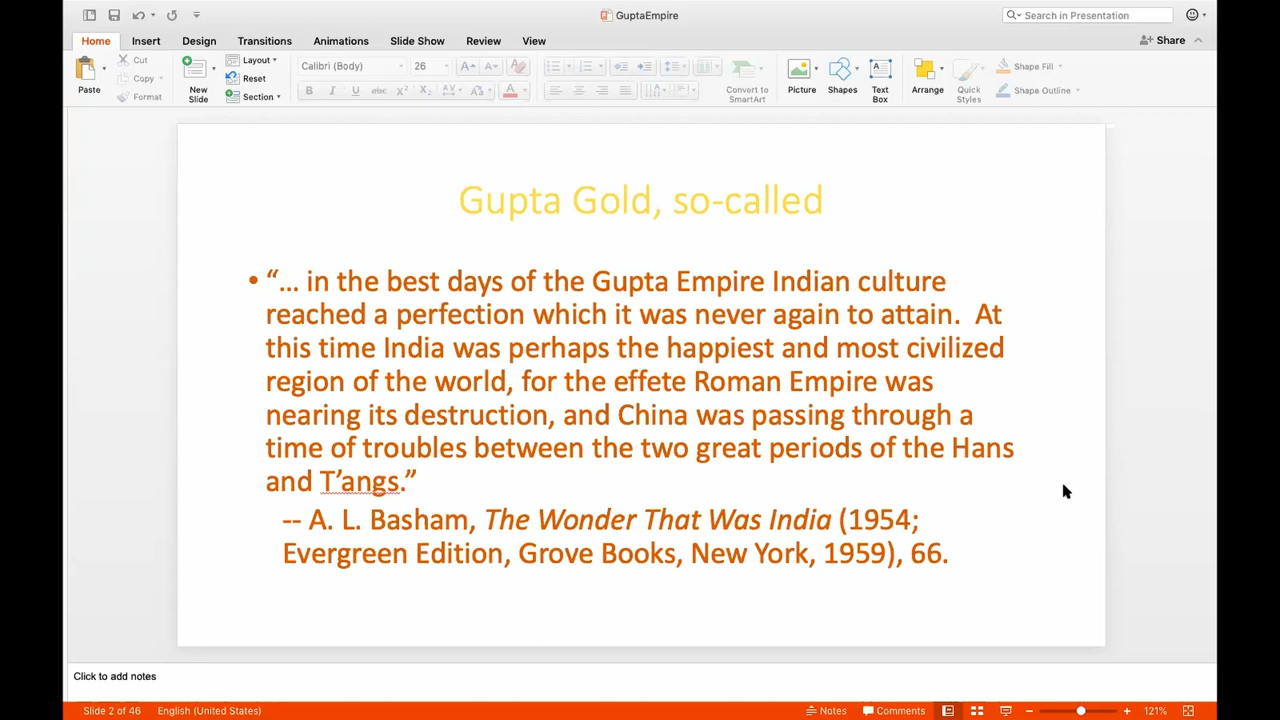 GuptaEmpire
Search in Presentation
Home Insert Design Transitions Animations Slide Show Review View
Share
Paste
Cut
Copy
Format
New
Slide
Layout
Reset
Section
Calibri (Body) 26
B I U abc X² X₂ AV Aa A
Convert to
SmartArt
Picture
Shapes
Text
Box
Arrange
Quick
Styles
Shape Fill
Shape Outline
Gupta Gold, so-called
• “… in the best days of the Gupta Empire Indian culture
reached a perfection which it was never again to attain. At
this time India was perhaps the happiest and most civilized
region of the world, for the effete Roman Empire was
nearing its destruction, and China was passing through a
time of troubles between the two great periods of the Hans
and T’angs.”
-- A. L. Basham, The Wonder That Was India (1954;
Evergreen Edition, Grove Books, New York, 1959), 66.
Click to add notes
Slide 2 of 46 English (United States) Notes Comments 121%